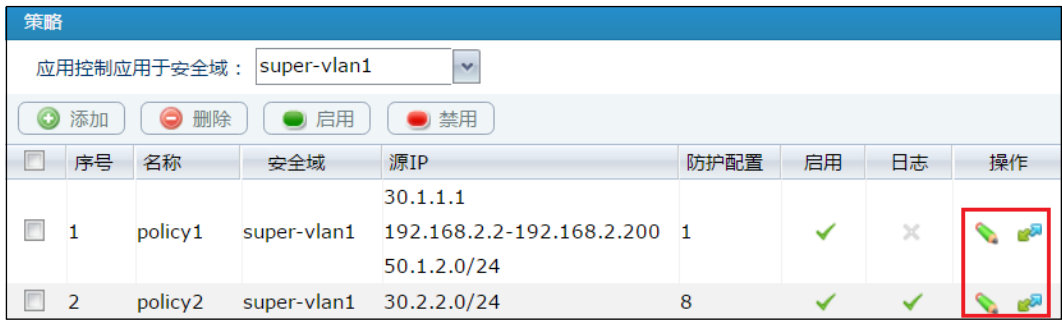 策略
应用控制应用于安全域： super-vlan1
添加 删除 启用 禁用
序号 名称 安全域 源IP 防护配置 启用 日志 操作
30.1.1.1
1 policy1 super-vlan1 192.168.2.2-192.168.2.200 1
50.1.2.0/24
2 policy2 super-vlan1 30.2.2.0/24 8